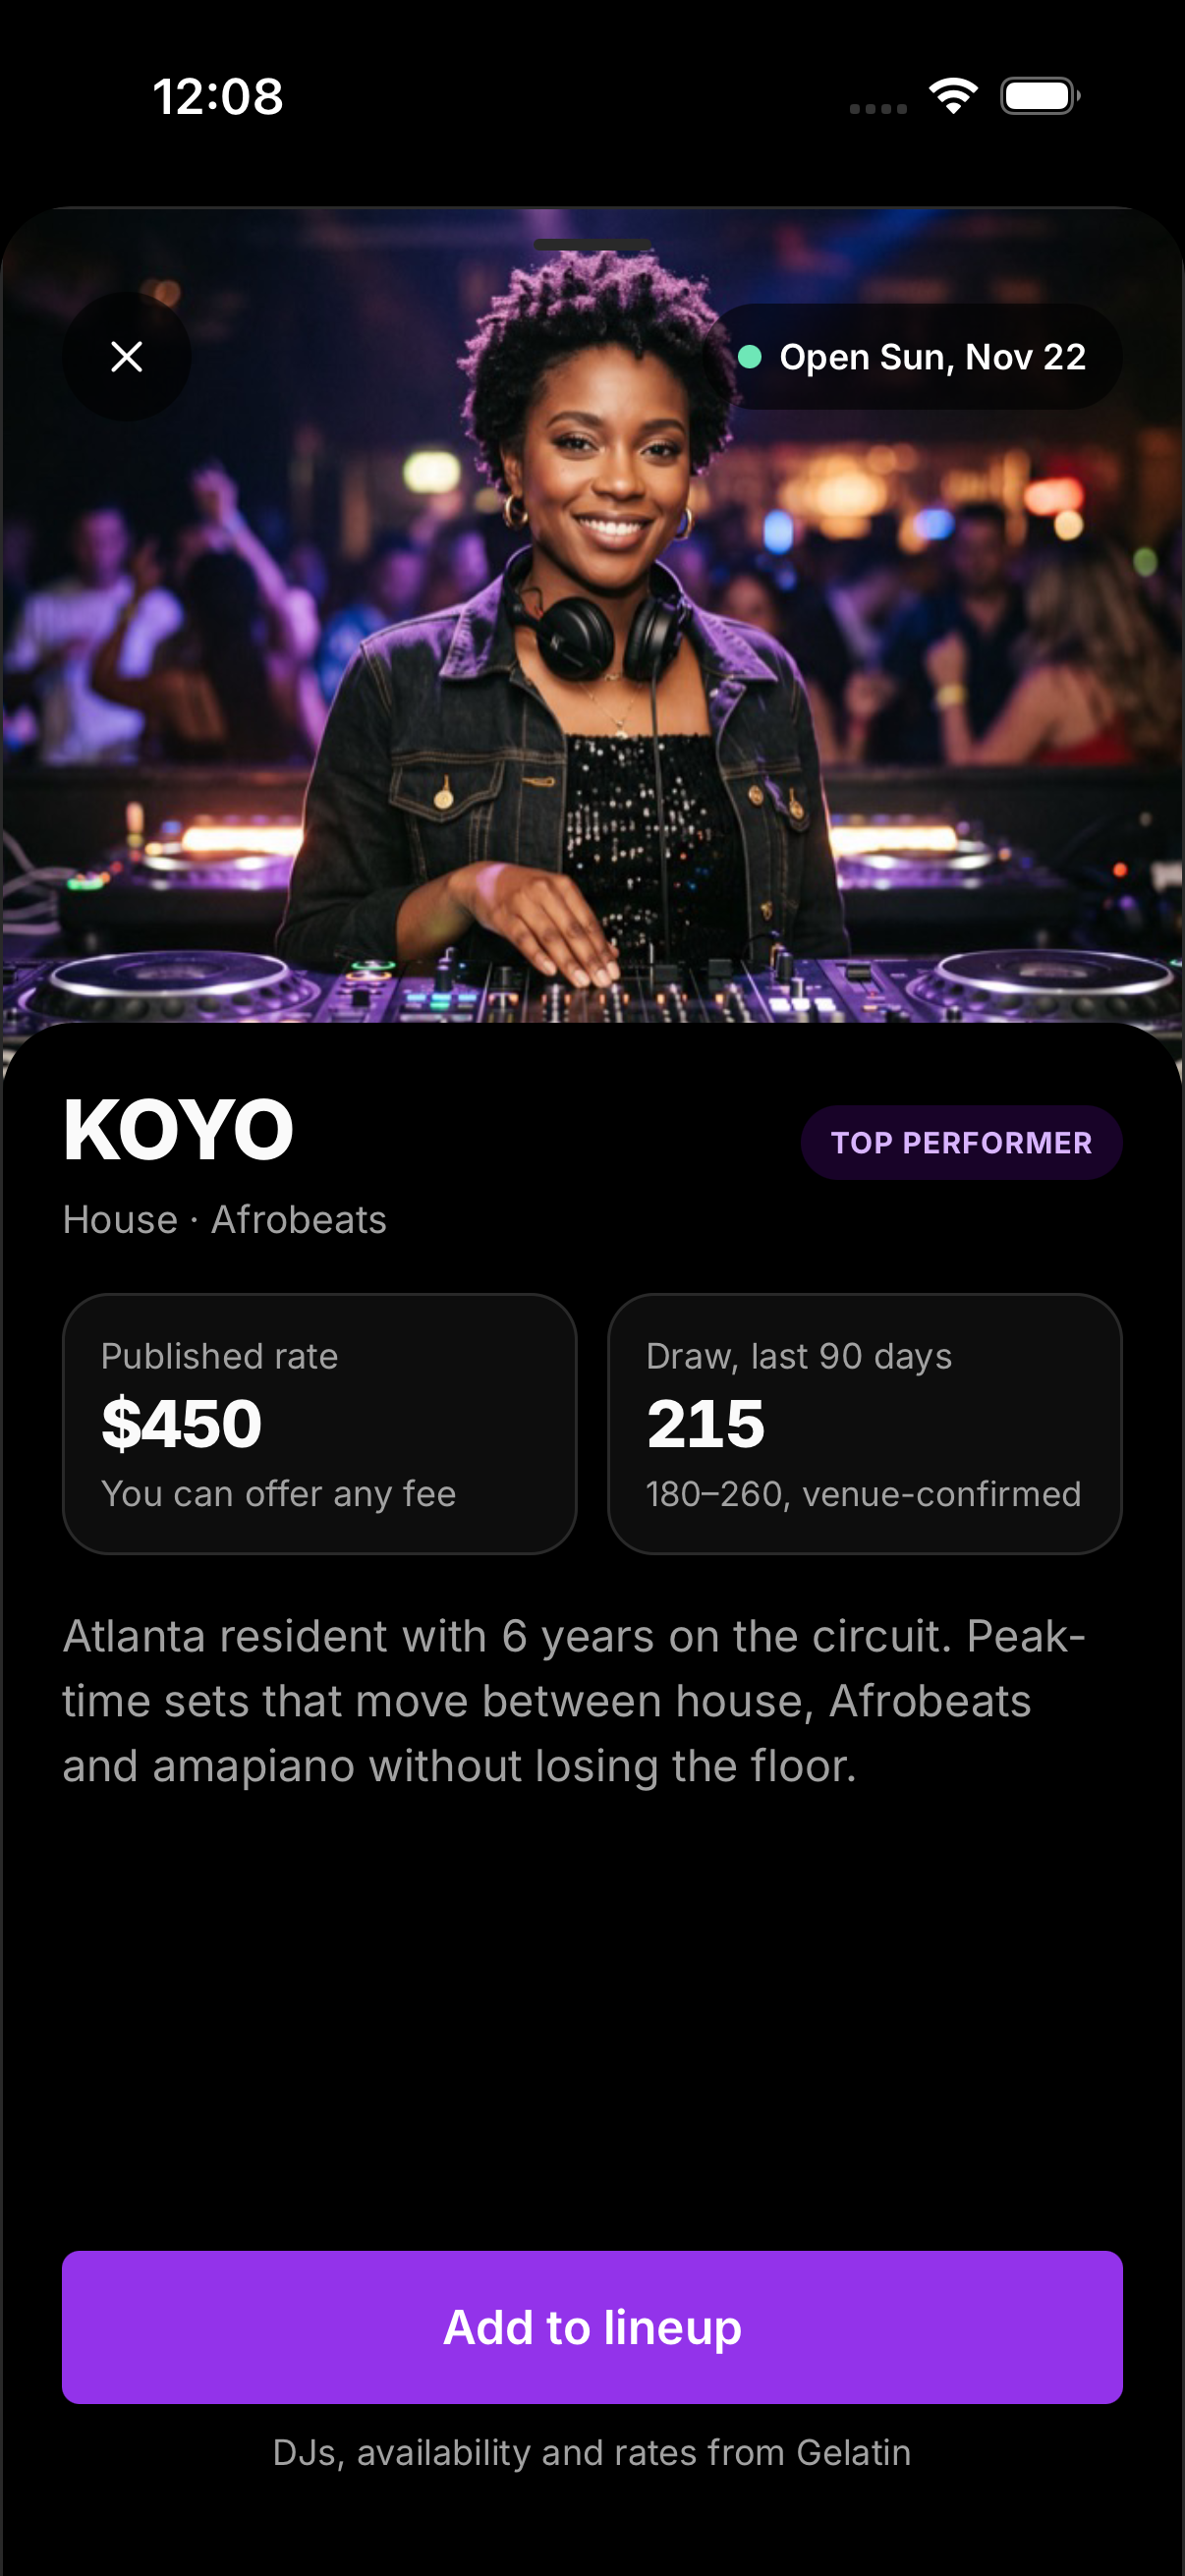 12:08
Open Sun, Nov 22
KOYO
TOP PERFORMER
House · Afrobeats
Published rate
$450
You can offer any fee
Draw, last 90 days
215
180–260, venue-confirmed
Atlanta resident with 6 years on the circuit. Peak-
time sets that move between house, Afrobeats
and amapiano without losing the floor.
Add to lineup
DJs, availability and rates from Gelatin